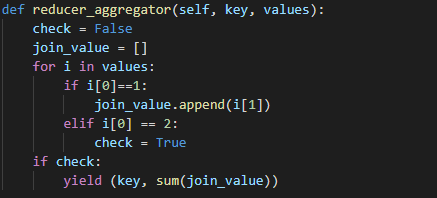 def reducer_aggregator(self, key, values):
    check = False
    join_value = []
    for i in values:
        if i[0]==1:
            join_value.append(i[1])
        elif i[0] == 2:
            check = True
    if check:
        yield (key, sum(join_value))